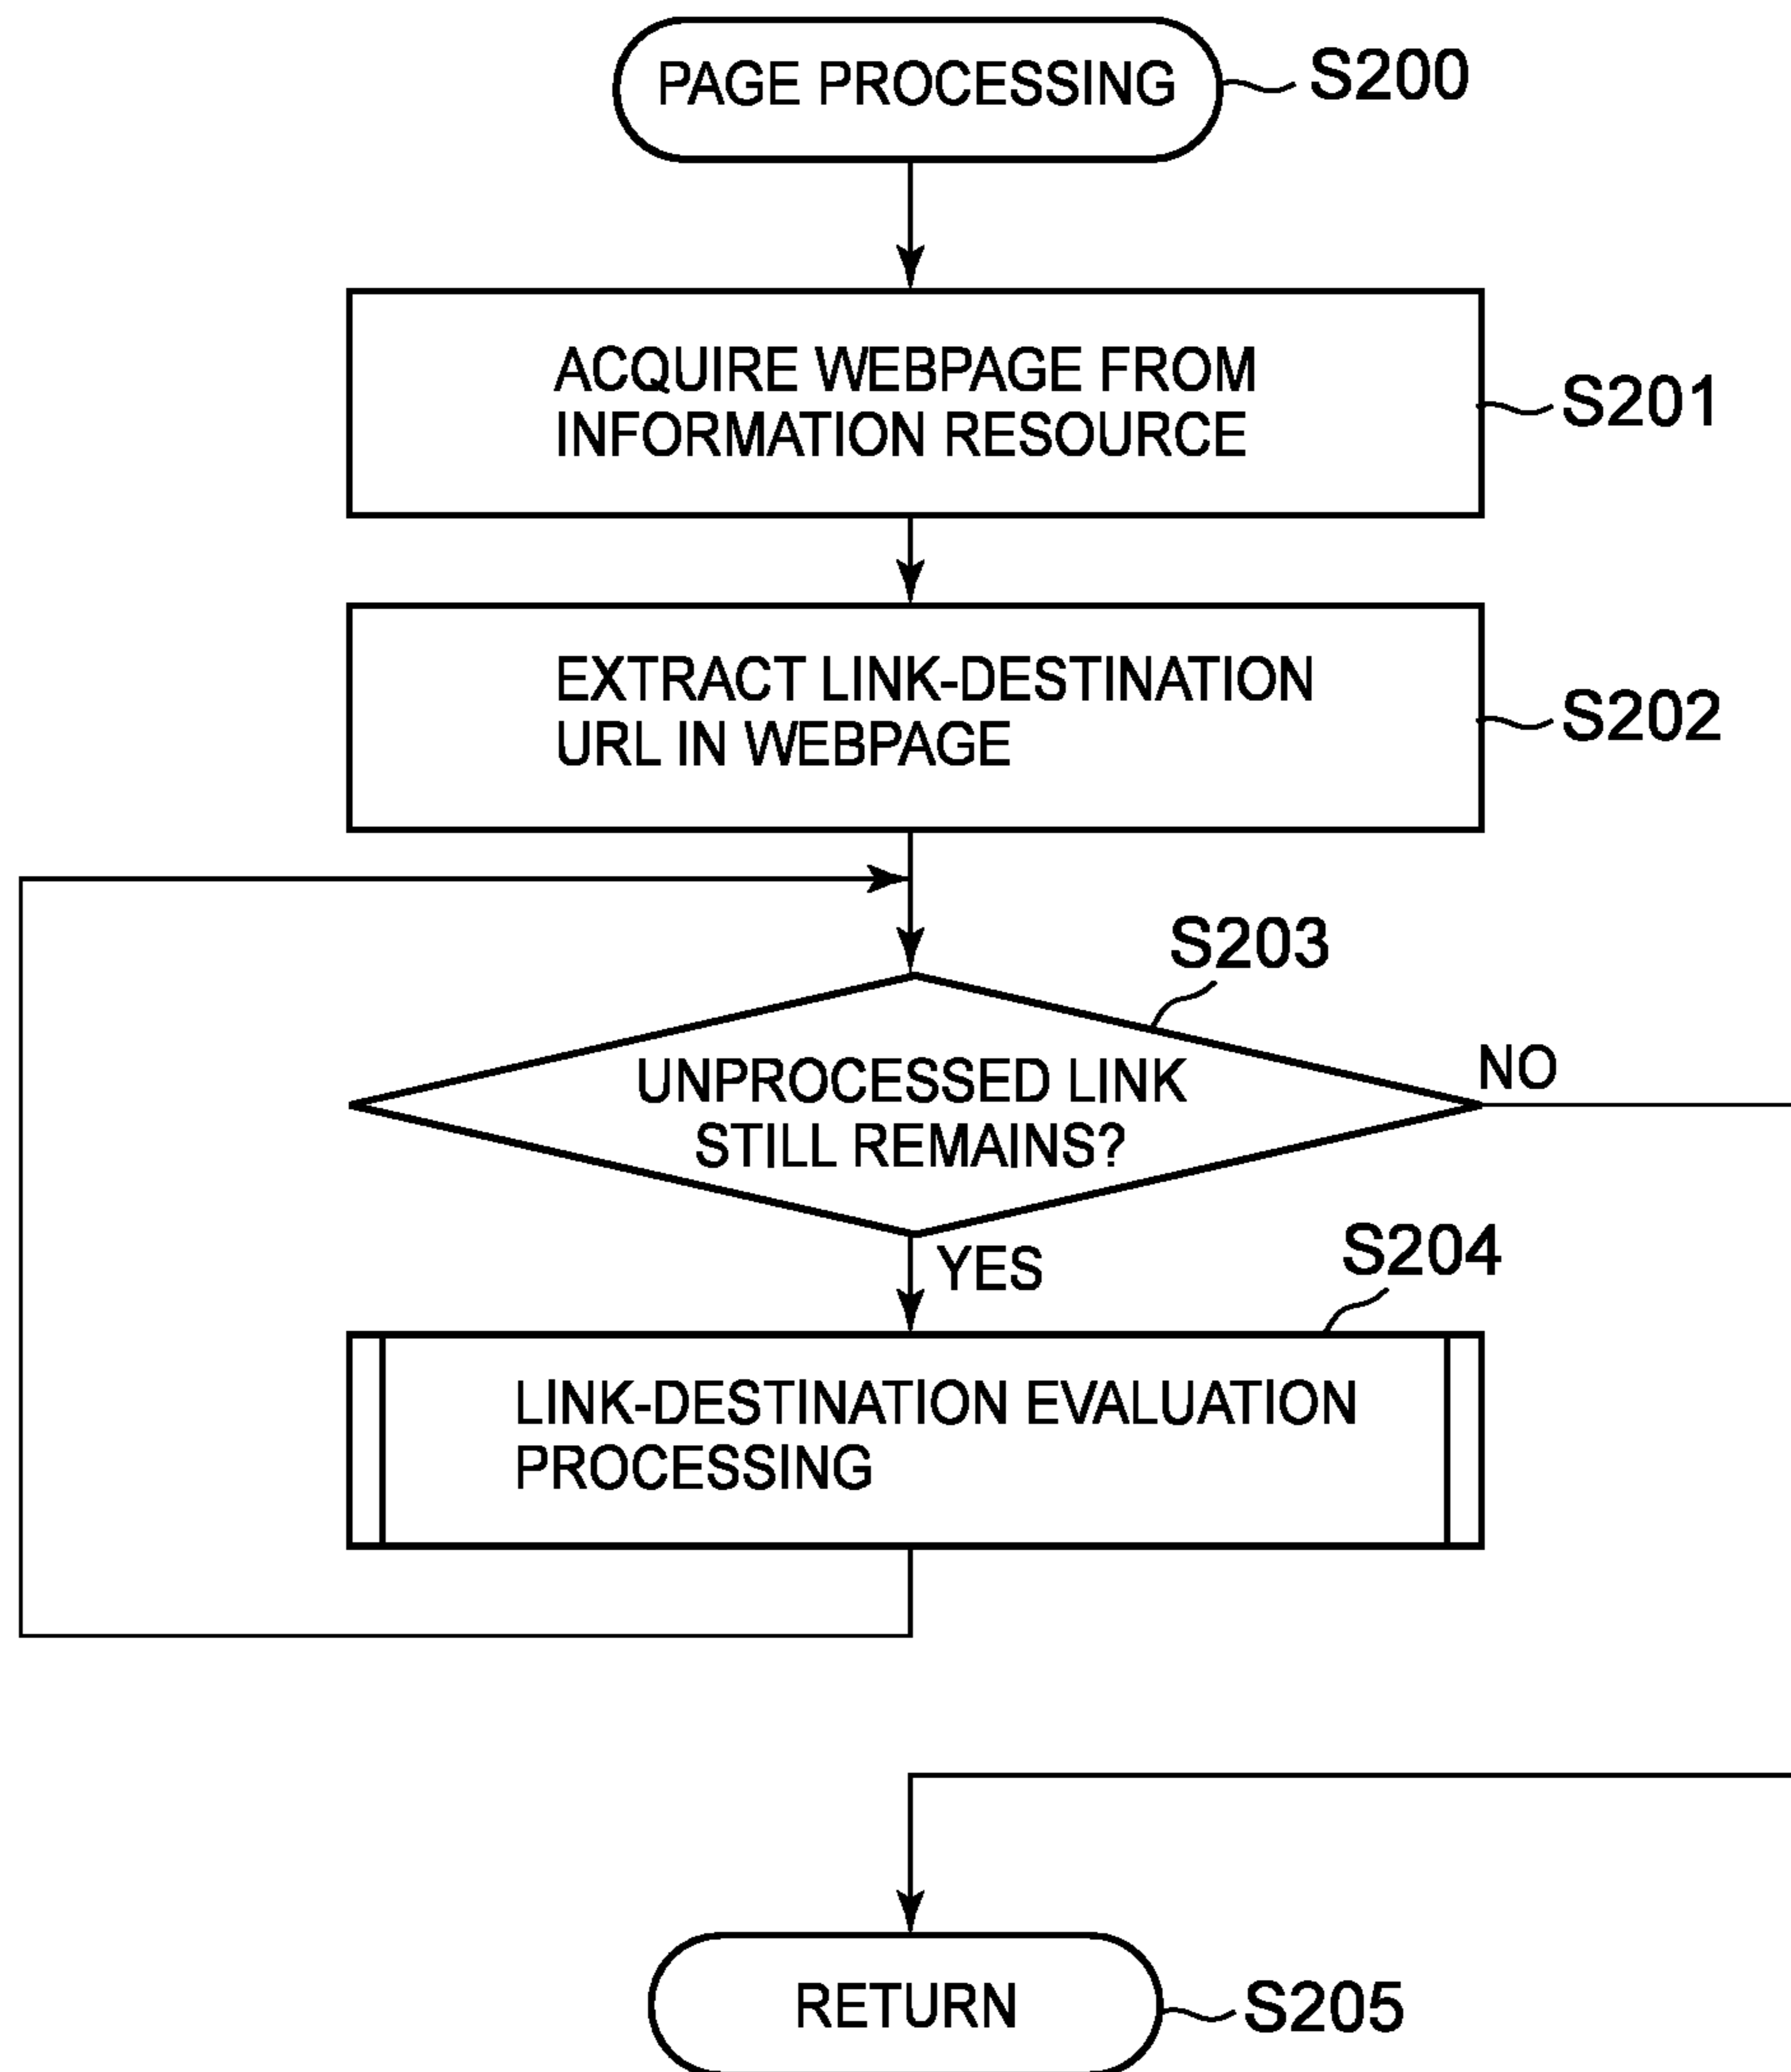 PAGE PROCESSING
S200
ACQUIRE WEBPAGE FROM
INFORMATION RESOURCE
S201
EXTRACT LINK-DESTINATION
URL IN WEBPAGE
S202
S203
UNPROCESSED LINK
STILL REMAINS?
NO
YES
S204
LINK-DESTINATION EVALUATION
PROCESSING
RETURN
S205